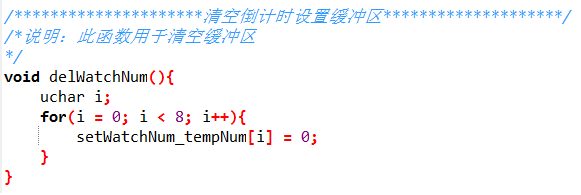 /*********************清空倒计时设置缓冲区********************/
/*说明：此函数用于清空缓冲区
*/
void delWatchNum(){
    uchar i;
    for(i = 0; i < 8; i++){
        setWatchNum_tempNum[i] = 0;
    }
}